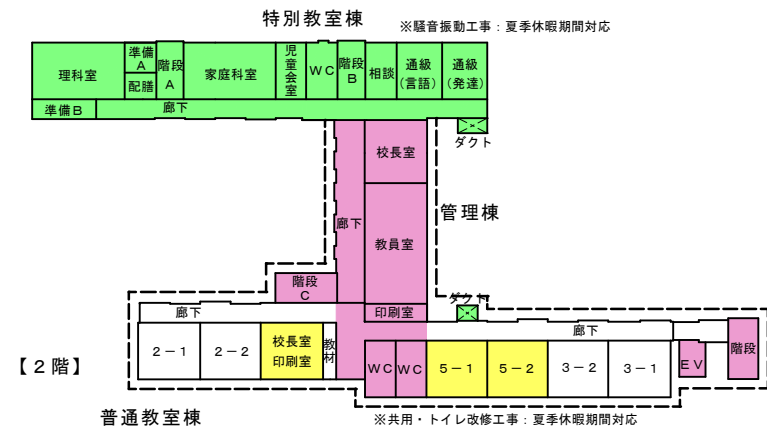 特別教室棟
※騒音振動工事：夏季休暇期間対応
理科室
準備
A
配膳
階段
A
家庭科室
児童会室
ＷＣ
階段
B
相談
通級
(言語)
通級
(発達)
準備B
廊下
ダクト
校長室
廊下
教員室
管理棟
階段
C
印刷室
ダクト
廊下
廊下
【２階】
２－１
２－２
校長室
印刷室
教材
ＷＣ
ＷＣ
５－１
５－２
３－２
３－１
ＥＶ
階段
普通教室棟
※共用・トイレ改修工事：夏季休暇期間対応